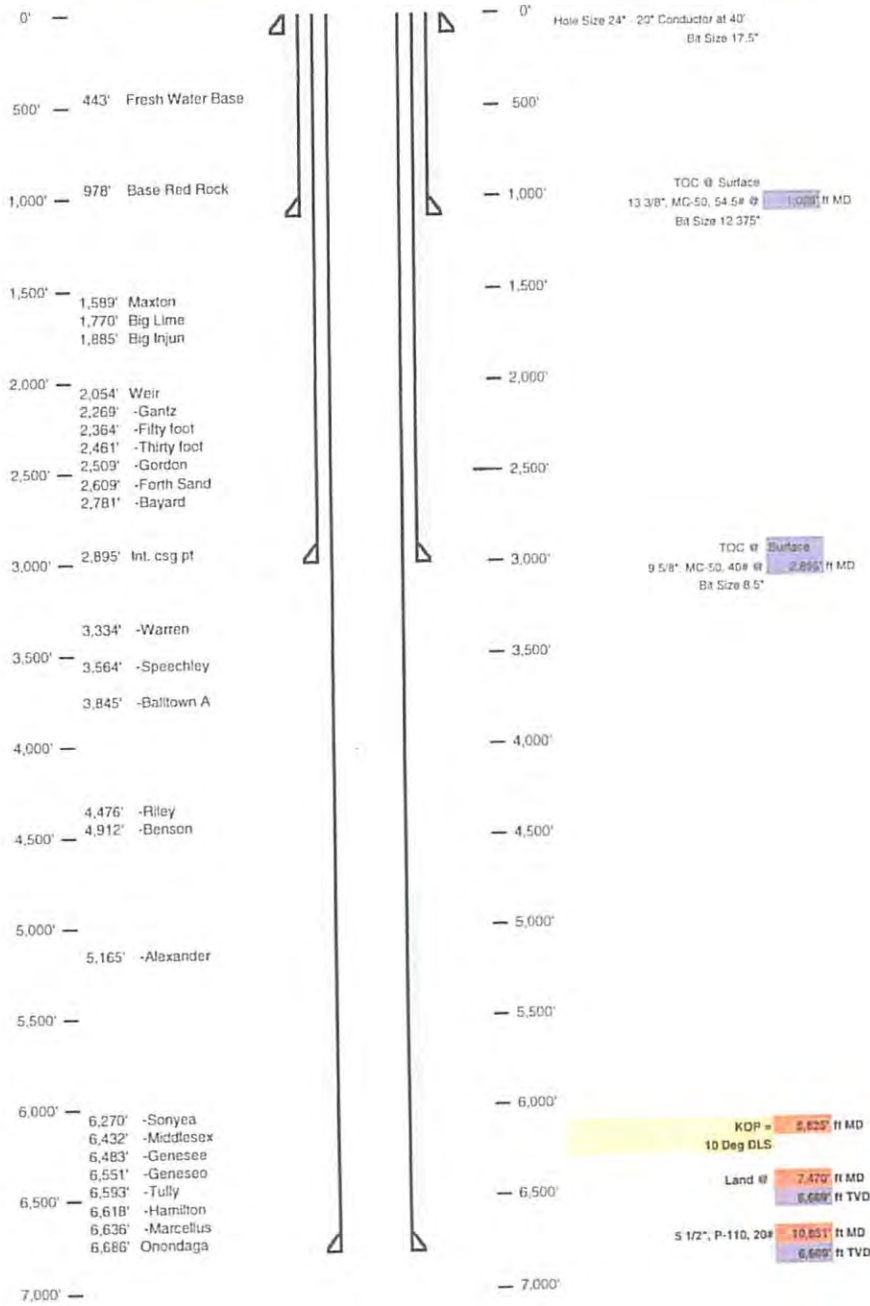 0'
500'
1,000'
1,500'
2,000'
2,500'
3,000'
3,500'
4,000'
4,500'
5,000'
5,500'
6,000'
6,500'
7,000'
443' Fresh Water Base
978' Base Red Rock
1,589' Maxton
1,770' Big Lime
1,885' Big Injun
2,054' Weir
2,269' -Gantz
2,364' -Fifty foot
2,461' -Thirty foot
2,509' -Gordon
2,609' -Forth Sand
2,781' -Bayard
2,895' Int. csg pt
3,334' -Warren
3,564' -Speechley
3,845' -Balltown A
4,476' -Riley
4,912' -Benson
5,165' -Alexander
6,270' -Sonyea
6,432' -Middlesex
6,483' -Genesee
6,551' -Geneseo
6,593' -Tully
6,618' -Hamilton
6,636' -Marcellus
6,686' Onondaga
0'
500'
1,000'
1,500'
2,000'
2,500'
3,000'
3,500'
4,000'
4,500'
5,000'
5,500'
6,000'
6,500'
7,000'
Hole Size 24" - 20" Conductor at 40'
Bit Size 17.5"
TOC @ Surface
13 3/8", MC-50, 54.5# @ ft MD
Bit Size 12.375"
TOC @ Surface
9 5/8", MC-50, 40# @ 2,895' ft MD
Bit Size 8.5"
KOP = ft MD
10 Deg DLS
Land @ 7,470' ft MD
6,669' ft TVD
5 1/2", P-110, 20# 10,851' ft MD
6,669' ft TVD